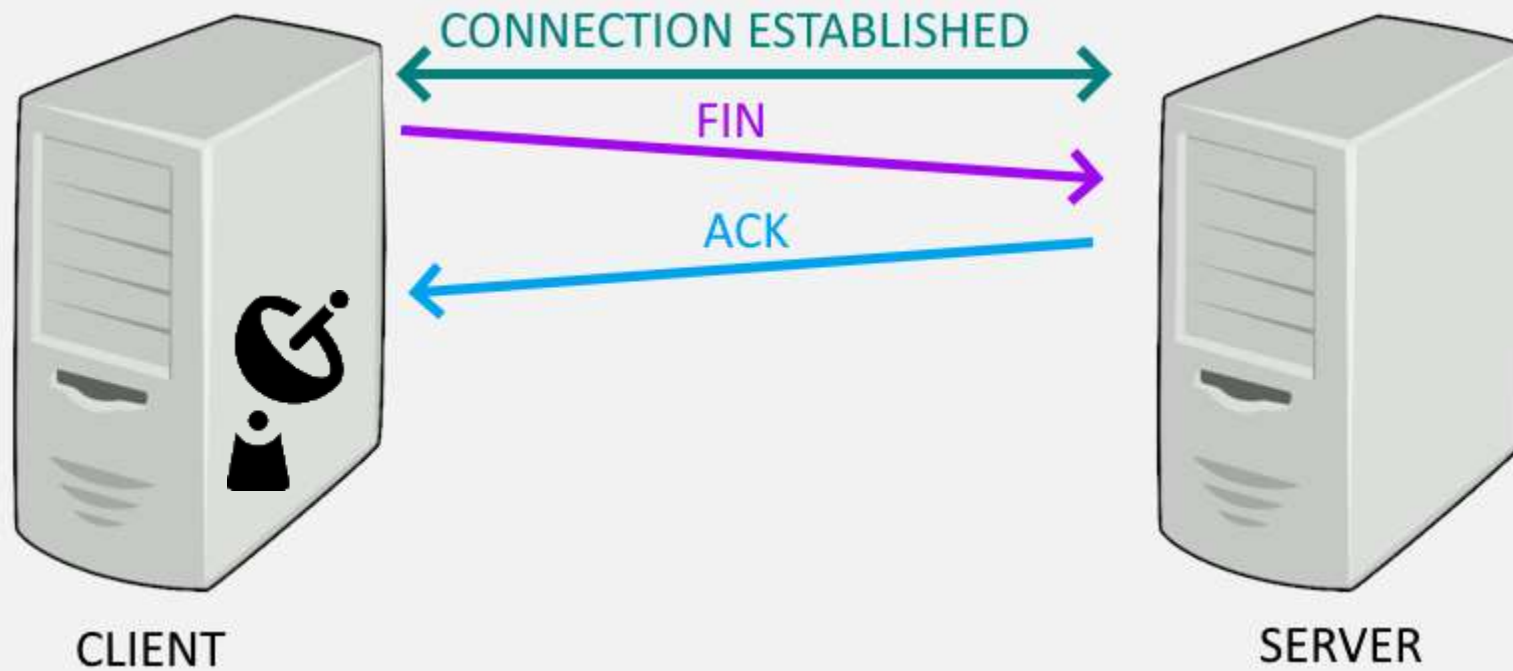 CONNECTION ESTABLISHED
FIN
ACK
CLIENT
SERVER